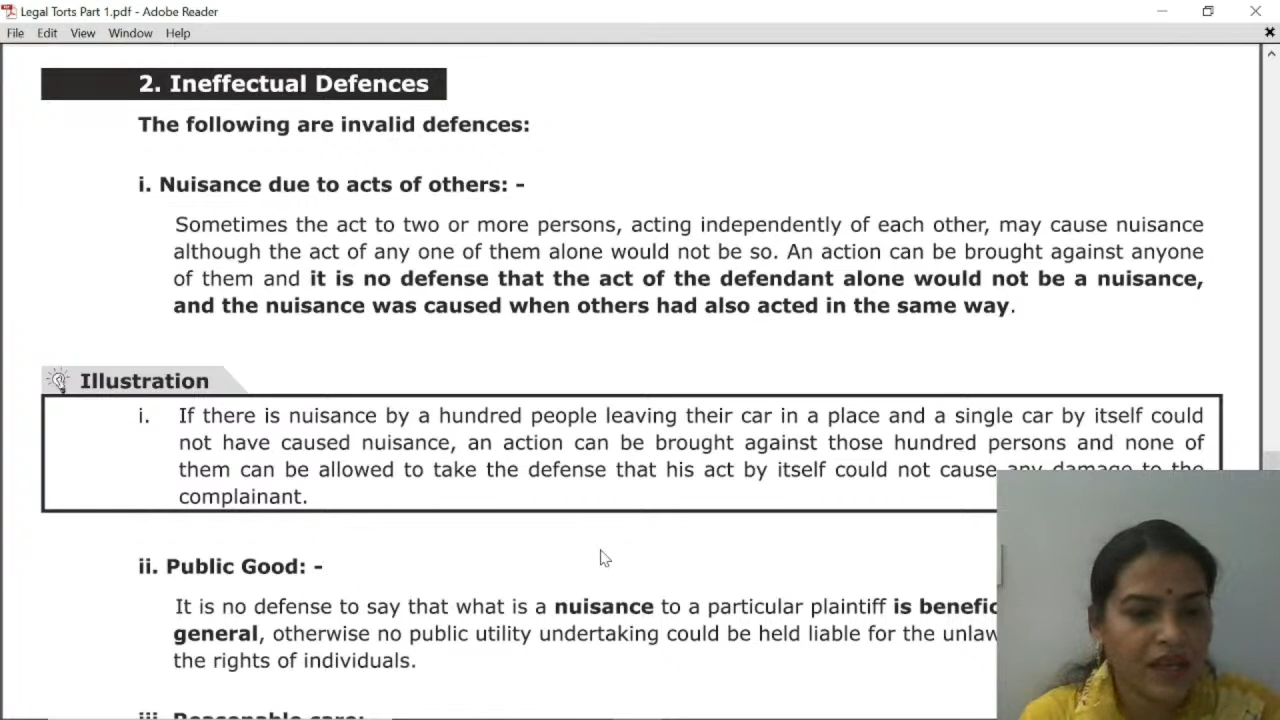 Legal Torts Part 1.pdf - Adobe Reader
File Edit View Window Help
2. Ineffectual Defences
The following are invalid defences:
i. Nuisance due to acts of others: -
Sometimes the act to two or more persons, acting independently of each other, may cause nuisance
although the act of any one of them alone would not be so. An action can be brought against anyone
of them and it is no defense that the act of the defendant alone would not be a nuisance,
and the nuisance was caused when others had also acted in the same way.
Illustration
i. If there is nuisance by a hundred people leaving their car in a place and a single car by itself could
not have caused nuisance, an action can be brought against those hundred persons and none of
them can be allowed to take the defense that his act by itself could not cause any damage to the
complainant.
ii. Public Good: -
It is no defense to say that what is a nuisance to a particular plaintiff is
general, otherwise no public utility undertaking could be held liable for the
the rights of individuals.
iii. Reasonable care:-